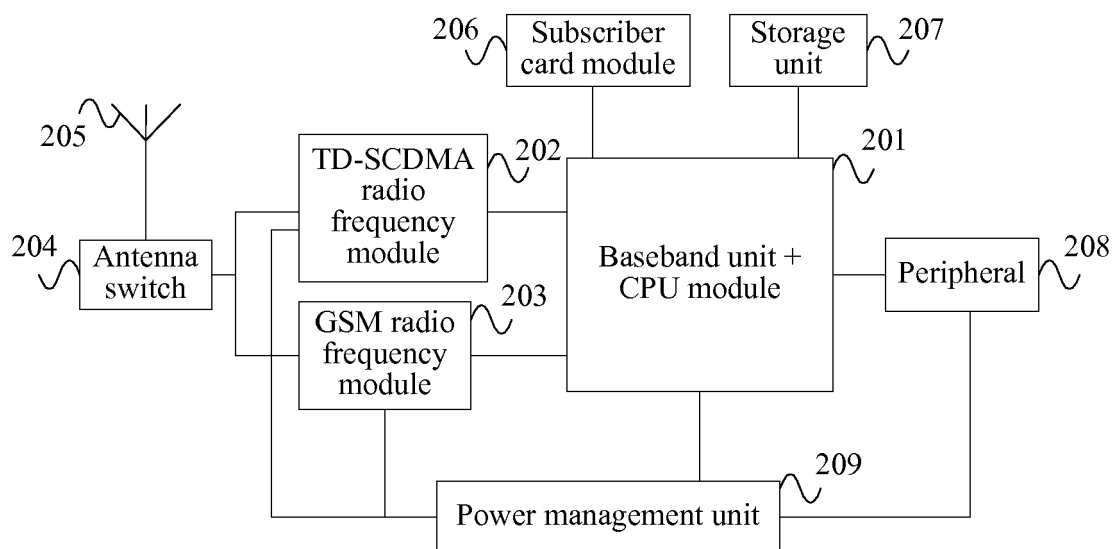 206
Subscriber
card module
Storage
unit
207
205
TD-SCDMA
radio
frequency
module
202
201
204
Antenna
switch
Baseband unit +
CPU module
Peripheral
208
GSM radio
frequency
module
203
209
Power management unit